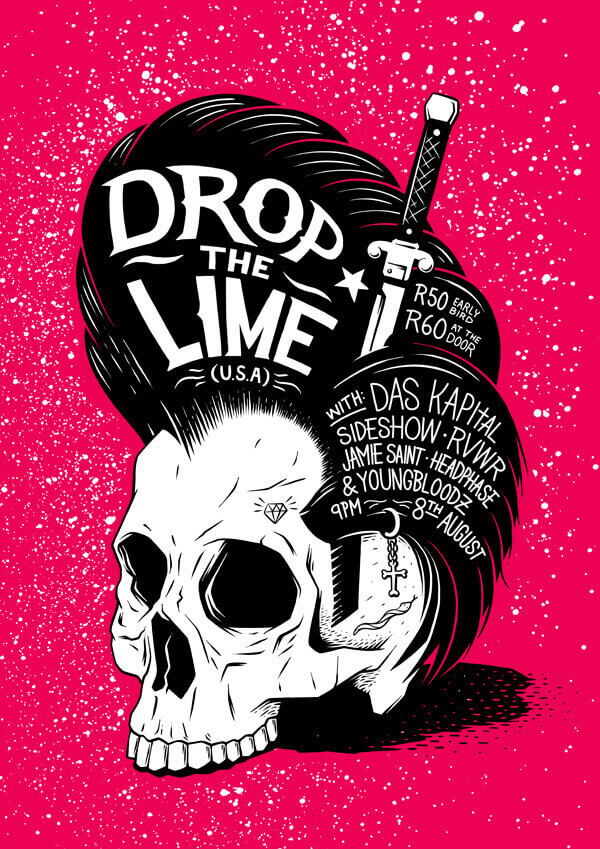 DROP
THE
LIME
(U.S.A)
R50 EARLY BIRD
R60 AT THE DOOR
WITH: DAS KAPITAL
SIDESHOW · RVWR
JAMIE SAINT · HEADPHASE
& YOUNGBLOODZ
9PM 8TH AUGUST